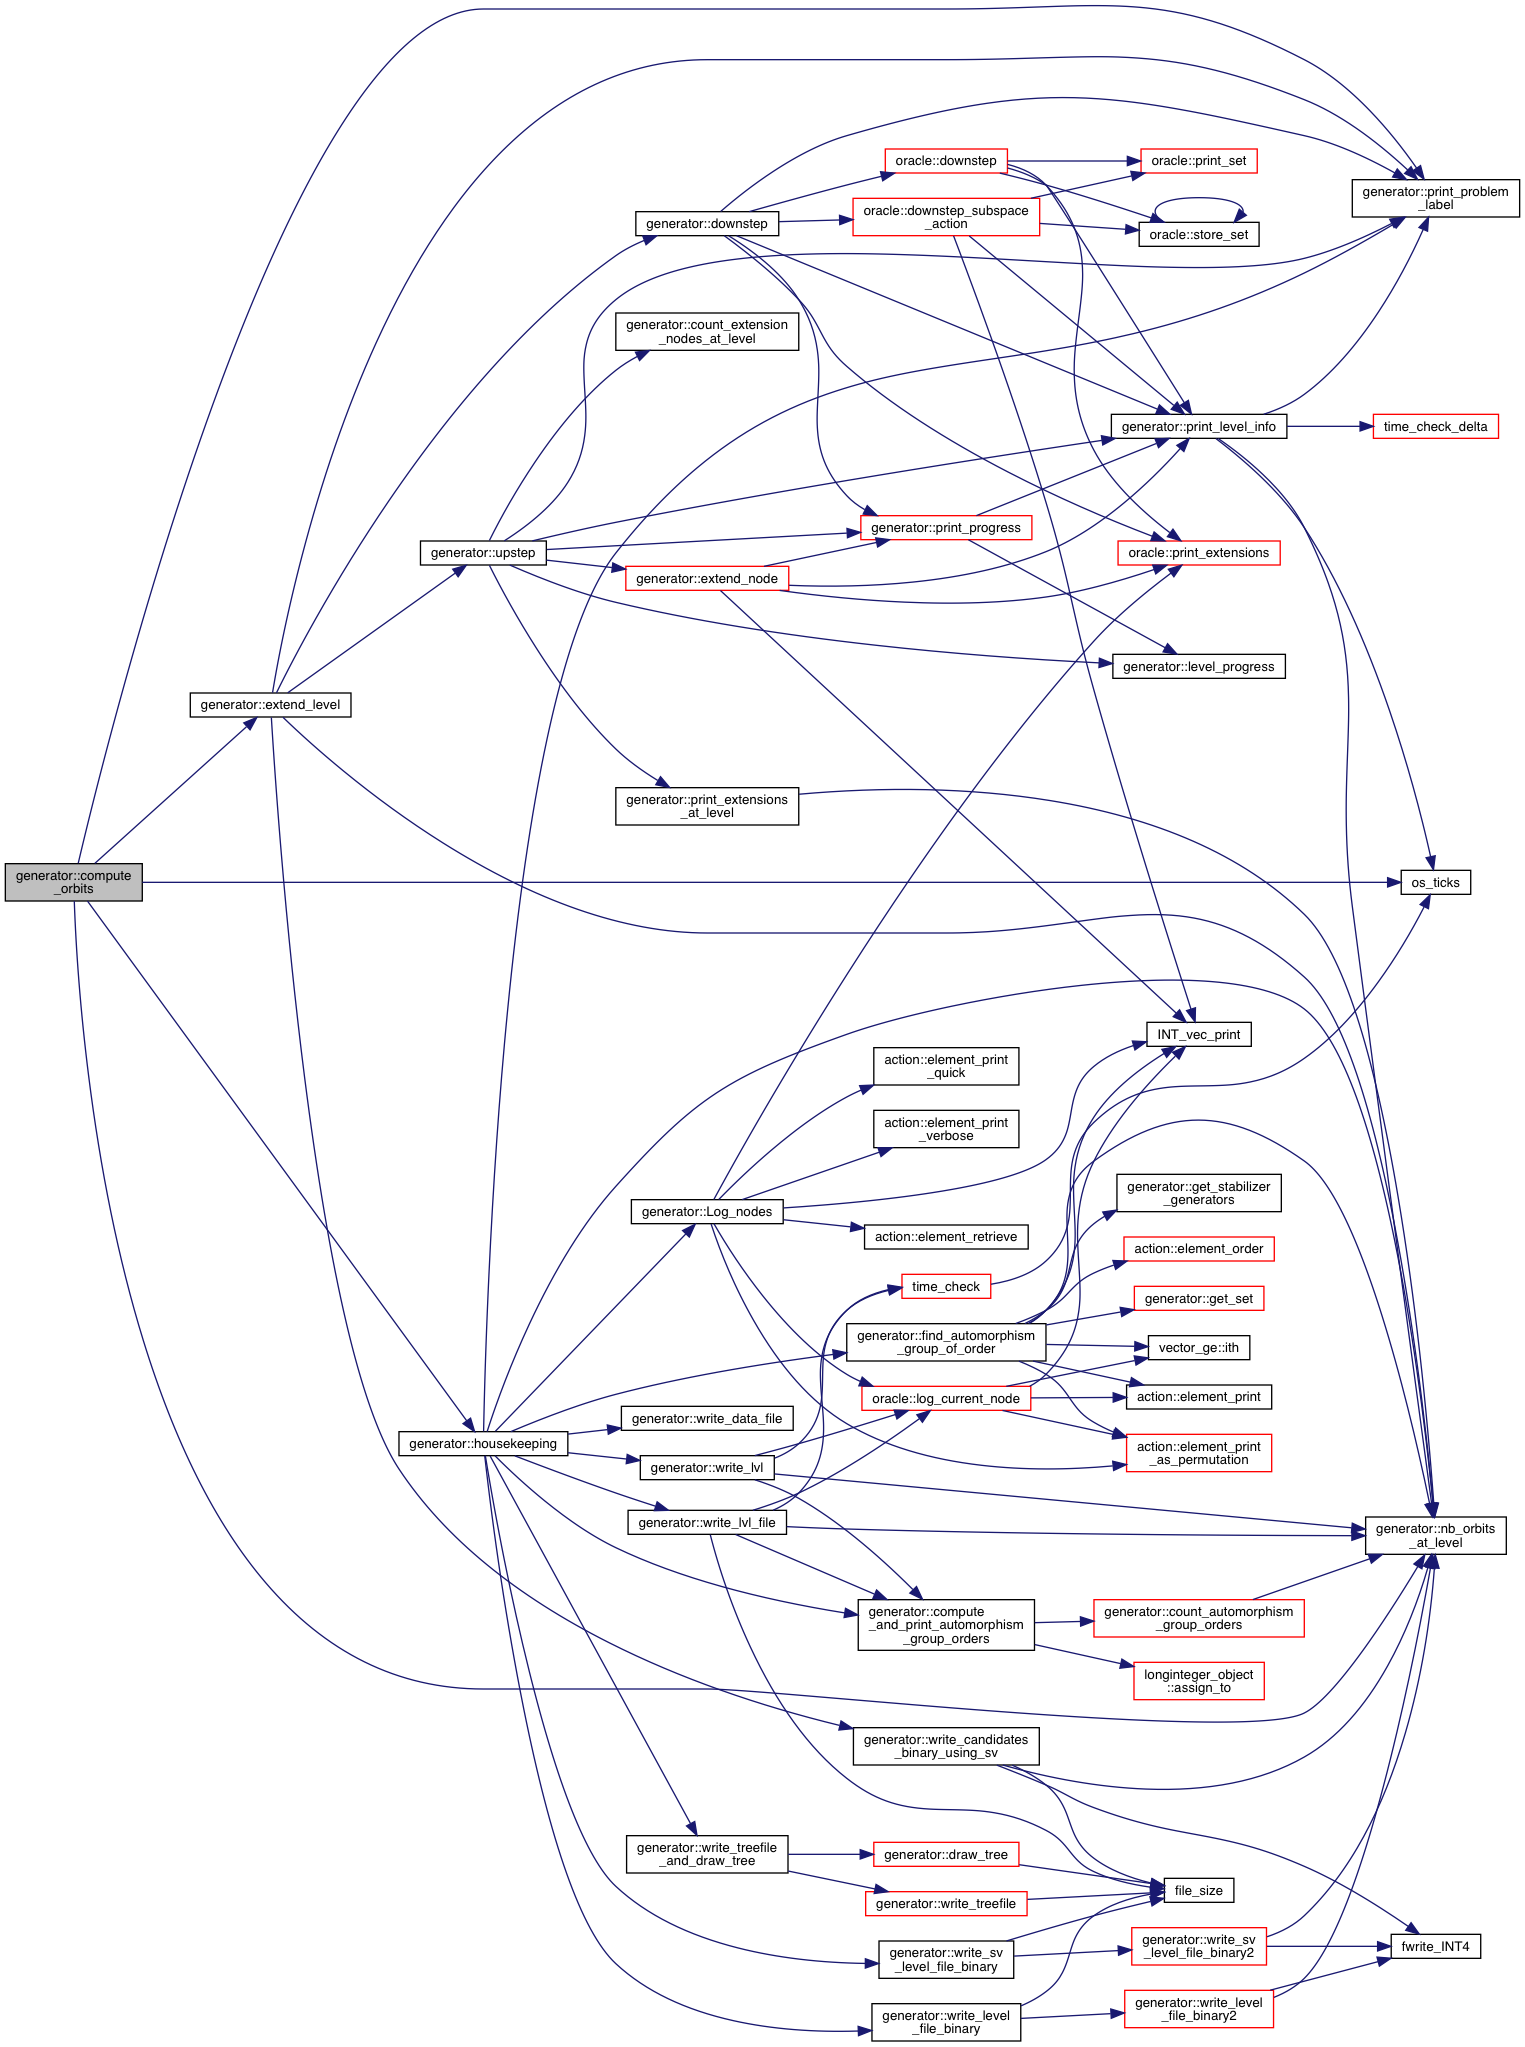 oracle::downstep
oracle::print_set
generator::print_problem
_label
oracle::downstep_subspace
_action
generator::downstep
oracle::store_set
generator::count_extension
_nodes_at_level
generator::print_level_info
time_check_delta
generator::print_progress
generator::upstep
oracle::print_extensions
generator::extend_node
generator::level_progress
generator::extend_level
generator::print_extensions
_at_level
generator::compute
_orbits
os_ticks
INT_vec_print
action::element_print
_quick
action::element_print
_verbose
generator::get_stabilizer
_generators
generator::Log_nodes
action::element_retrieve
action::element_order
time_check
generator::get_set
generator::find_automorphism
_group_of_order
vector_ge::ith
oracle::log_current_node
action::element_print
generator::write_data_file
generator::housekeeping
action::element_print
_as_permutation
generator::write_lvl
generator::write_lvl_file
generator::nb_orbits
_at_level
generator::compute
_and_print_automorphism
_group_orders
generator::count_automorphism
_group_orders
longinteger_object
::assign_to
generator::write_candidates
_binary_using_sv
generator::write_treefile
_and_draw_tree
generator::draw_tree
file_size
generator::write_treefile
generator::write_sv
_level_file_binary
generator::write_sv
_level_file_binary2
fwrite_INT4
generator::write_level
_file_binary
generator::write_level
_file_binary2